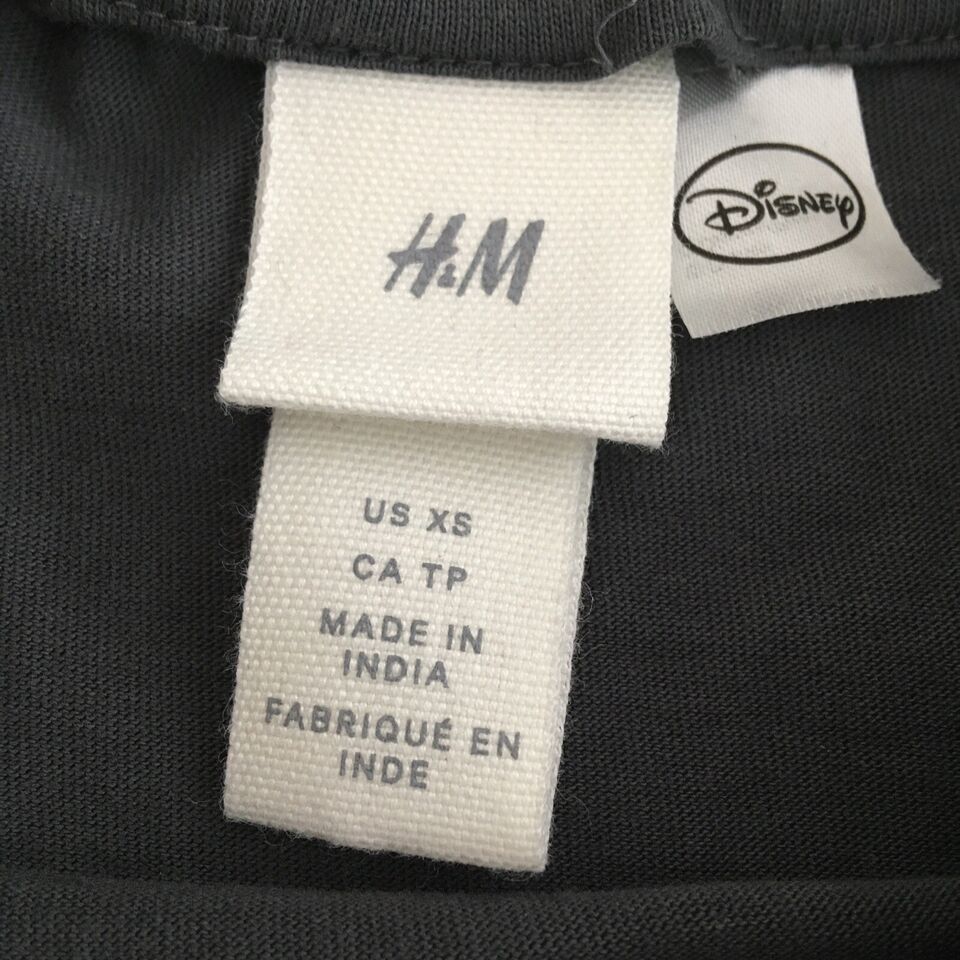 H&M
Disney
US XS
CA TP
MADE IN
INDIA
FABRIQUÉ EN
INDE